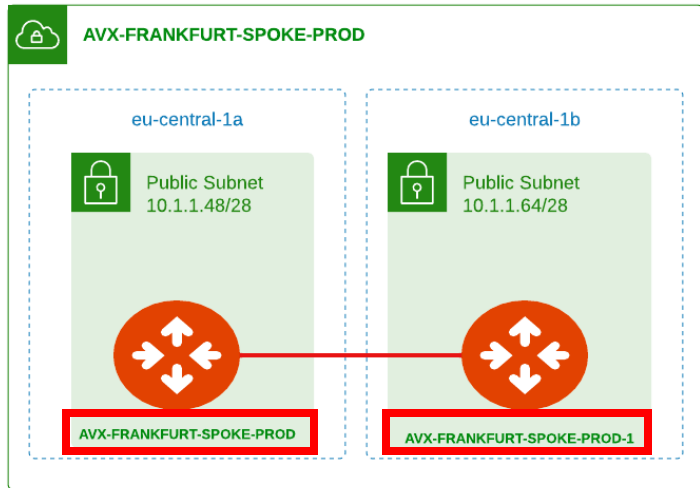 AVX-FRANKFURT-SPOKE-PROD
eu-central-1a
eu-central-1b
Public Subnet
10.1.1.48/28
Public Subnet
10.1.1.64/28
AVX-FRANKFURT-SPOKE-PROD
AVX-FRANKFURT-SPOKE-PROD-1